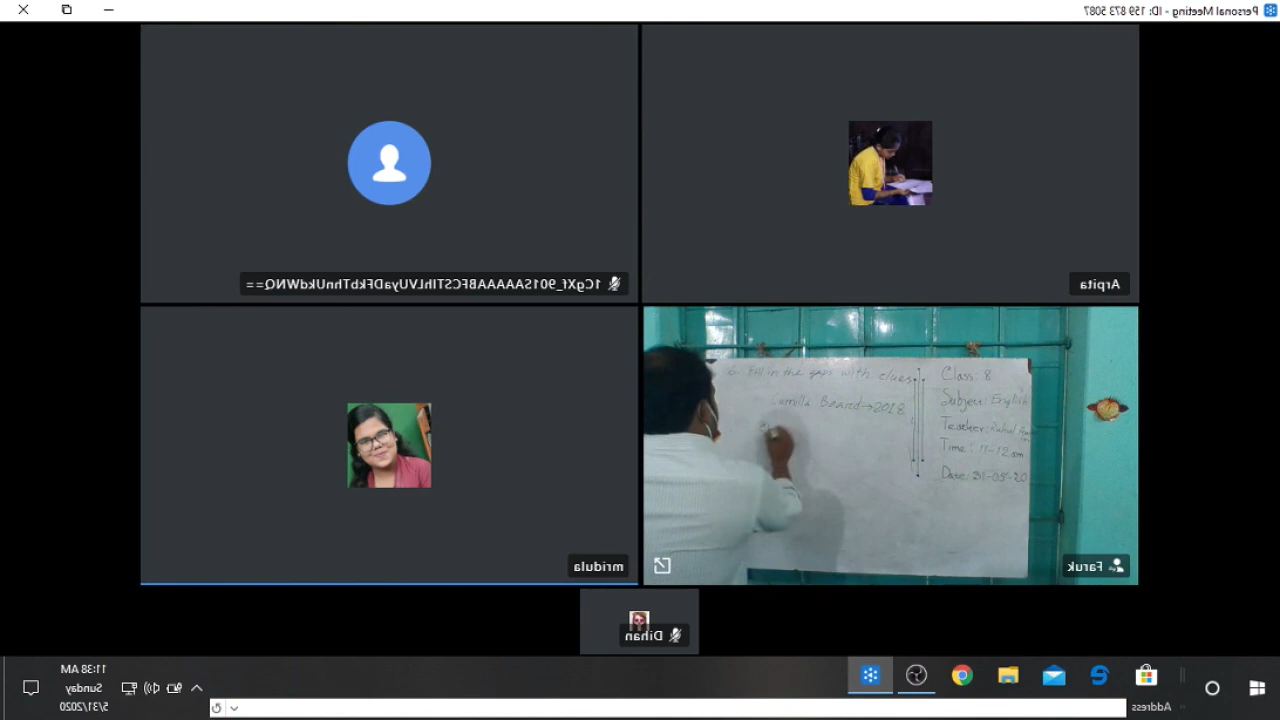 Personal Meeting - ID: 159 873 5087
Arpita
1CgXf_901SAAAAABFCSTIhLVUyaDFkbThnUkdWNQ==
6. Fill in the gaps with clues
Cumilla Board→2018
Class: 8
Subject: English
Teacher:
Time: 11-12 am
Date: 31-05-20
Faruk
mridula
Dihan
Address
11:38 AM
Sunday
5/31/2020